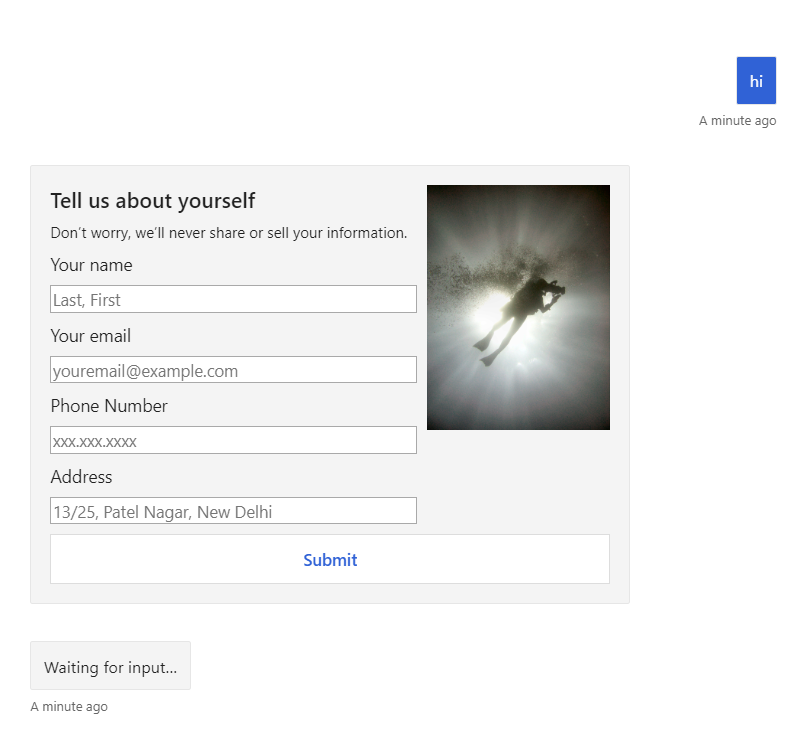 hi
A minute ago
Tell us about yourself
Don't worry, we'll never share or sell your information.
Your name
Last, First
Your email
youremail@example.com
Phone Number
xxx.xxx.xxxx
Address
13/25, Patel Nagar, New Delhi
Submit
Waiting for input...
A minute ago